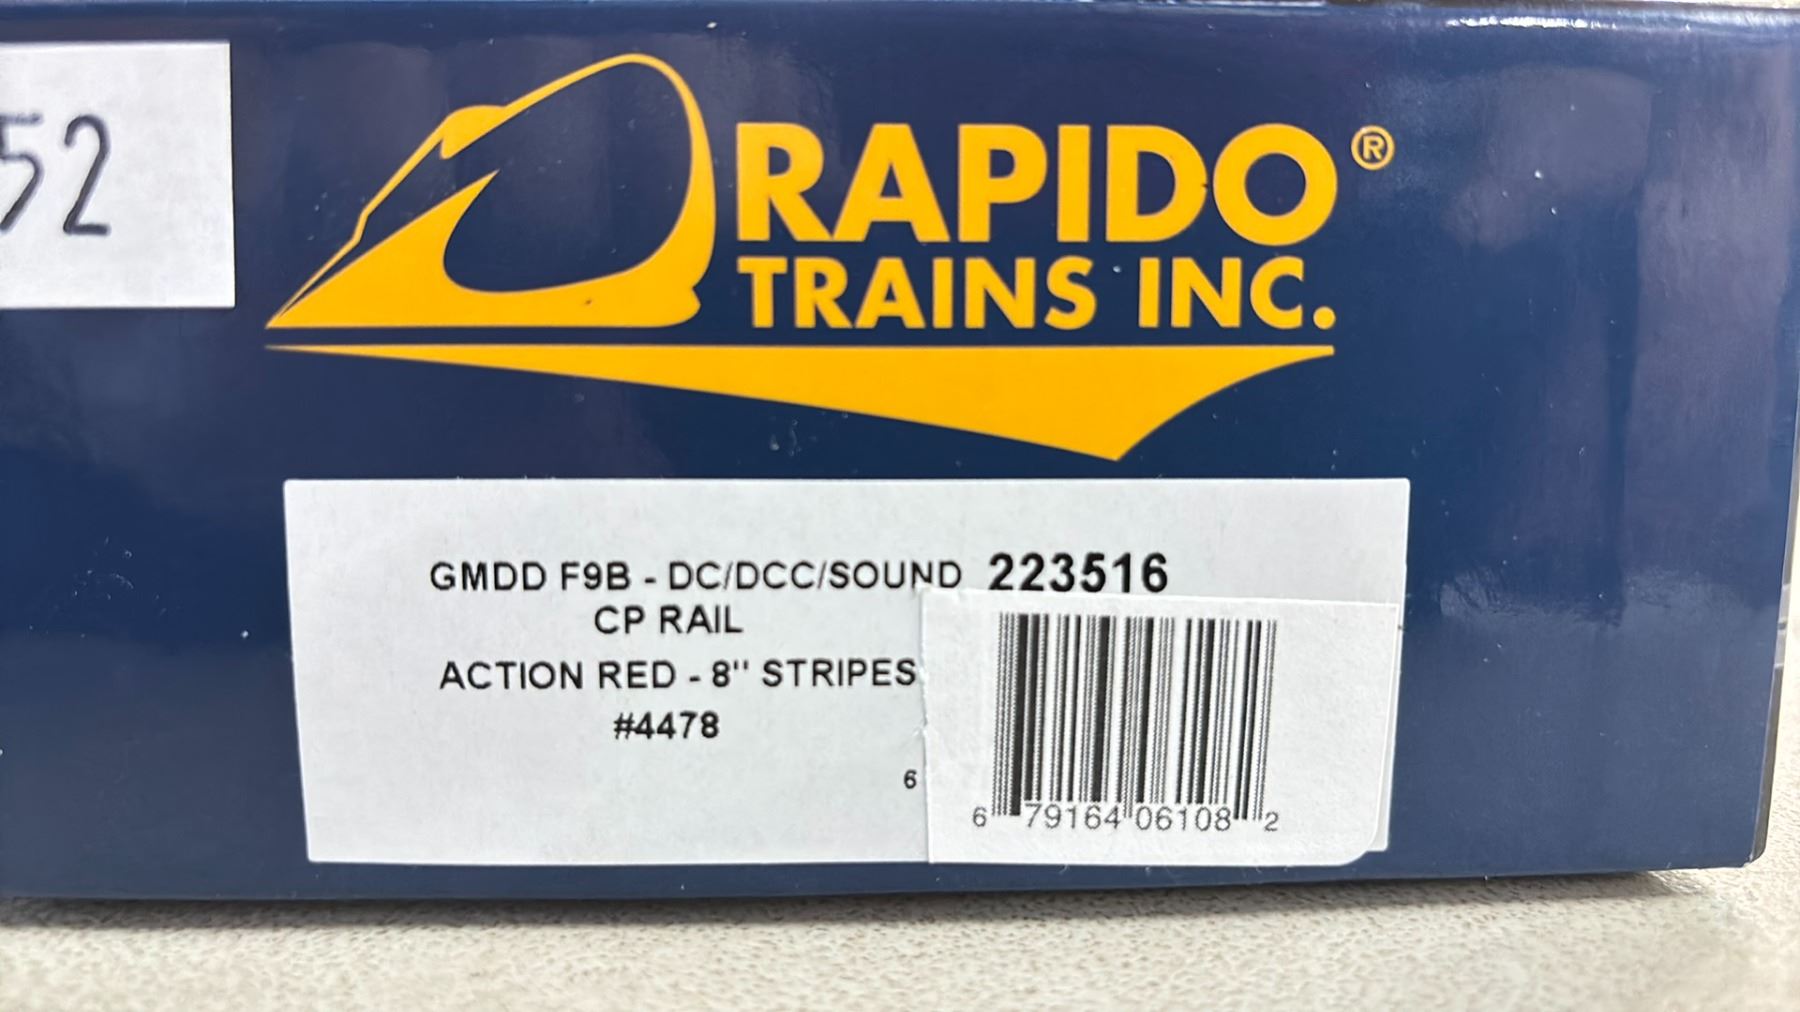 52
RAPIDO®
TRAINS INC.
GMDD F9B - DC/DCC/SOUND 223516
CP RAIL
ACTION RED - 8" STRIPES
#4478
6
6 79164 06108 2